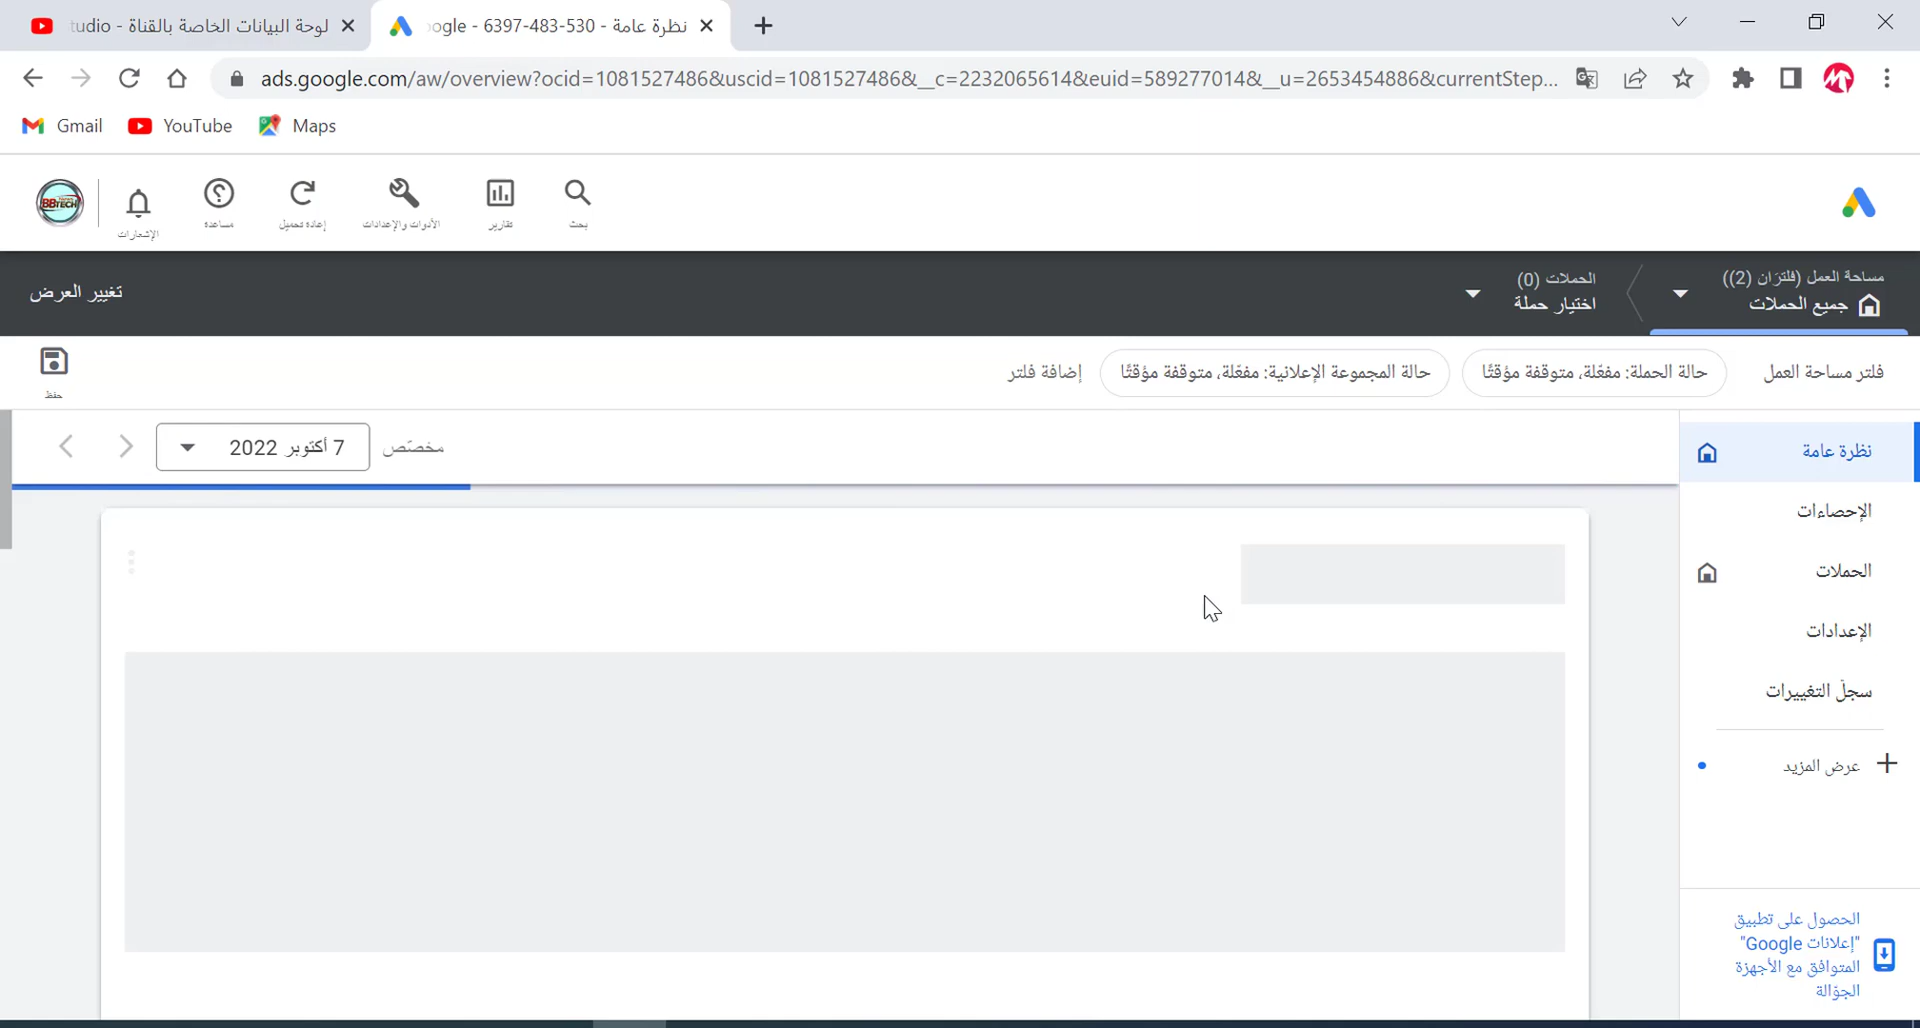 tudio - لوحة البيانات الخاصة بالقناة
نظرة عامة - 530-483-6397 - oogle
ads.google.com/aw/overview?ocid=1081527486&uscid=1081527486&__c=2232065614&euid=589277014&__u=2653454886&currentStep...
Gmail
YouTube
Maps
BBTECH
الإشعارات
مساعدة
إعادة تحميل
الأدوات والإعدادات
تقارير
بحث
مساحة العمل (فلتران (2))
جميع الحملات
الحملات (0)
اختيار حملة
تغيير العرض
فلتر مساحة العمل
حالة الحملة: مفعّلة، متوقفة مؤقتًا
حالة المجموعة الإعلانية: مفعّلة، متوقفة مؤقتًا
إضافة فلتر
حفظ
مخصّص
7 أكتوبر 2022
نظرة عامة
الإحصاءات
الحملات
الإعدادات
سجلّ التغييرات
عرض المزيد
الحصول على تطبيق
"إعلانات Google"
المتوافق مع الأجهزة
الجوّالة